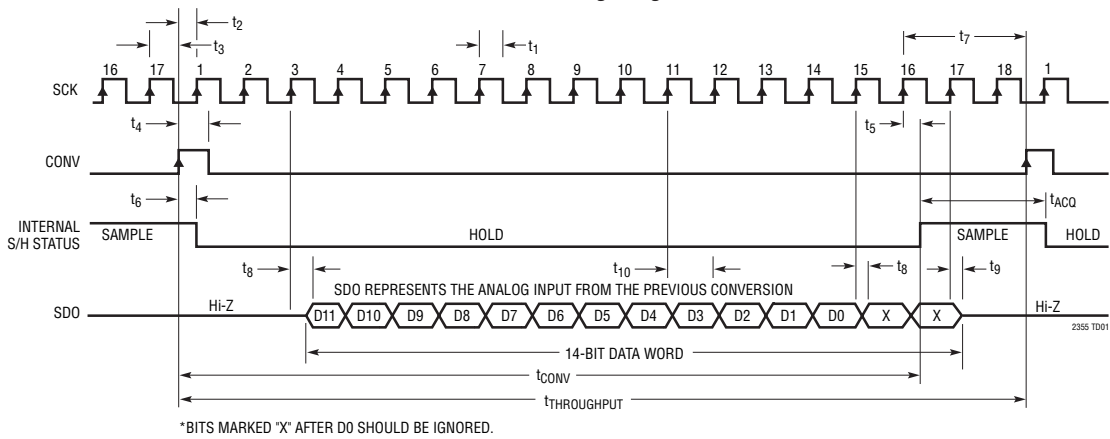 t2
t3
t1
t7
16 17 1 2 3 4 5 6 7 8 9 10 11 12 13 14 15 16 17 18 1
SCK
t4
t5
CONV
t6
tACQ
INTERNAL
S/H STATUS
SAMPLE
HOLD
SAMPLE
HOLD
t8
t10
t8
t9
SDO REPRESENTS THE ANALOG INPUT FROM THE PREVIOUS CONVERSION
SDO
Hi-Z
D11 D10 D9 D8 D7 D6 D5 D4 D3 D2 D1 D0 X X
Hi-Z
2355 TD01
14-BIT DATA WORD
tCONV
tTHROUGHPUT
*BITS MARKED "X" AFTER D0 SHOULD BE IGNORED.